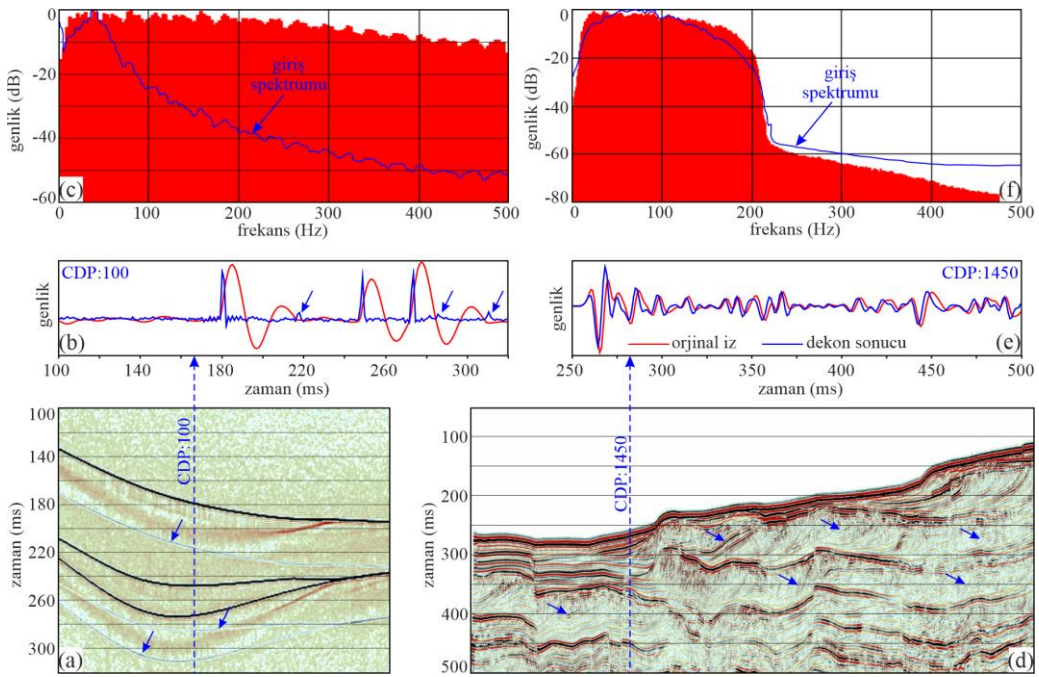 0
-20
-40
-60
genlik (dB)
giriş
spektrumu
(c)
0 100 200 300 400 500
frekans (Hz)
0
-20
-40
-60
-80
genlik (dB)
giriş
spektrumu
(f)
0 100 200 300 400 500
frekans (Hz)
CDP:100
genlik
(b)
100 140 180 220 260 300
zaman (ms)
CDP:1450
genlik
orjinal iz dekon sonucu
(e)
250 300 350 400 450 500
zaman (ms)
100
140
180
220
260
300
zaman (ms)
CDP:100
(a)
100
200
300
400
500
zaman (ms)
CDP:1450
(d)